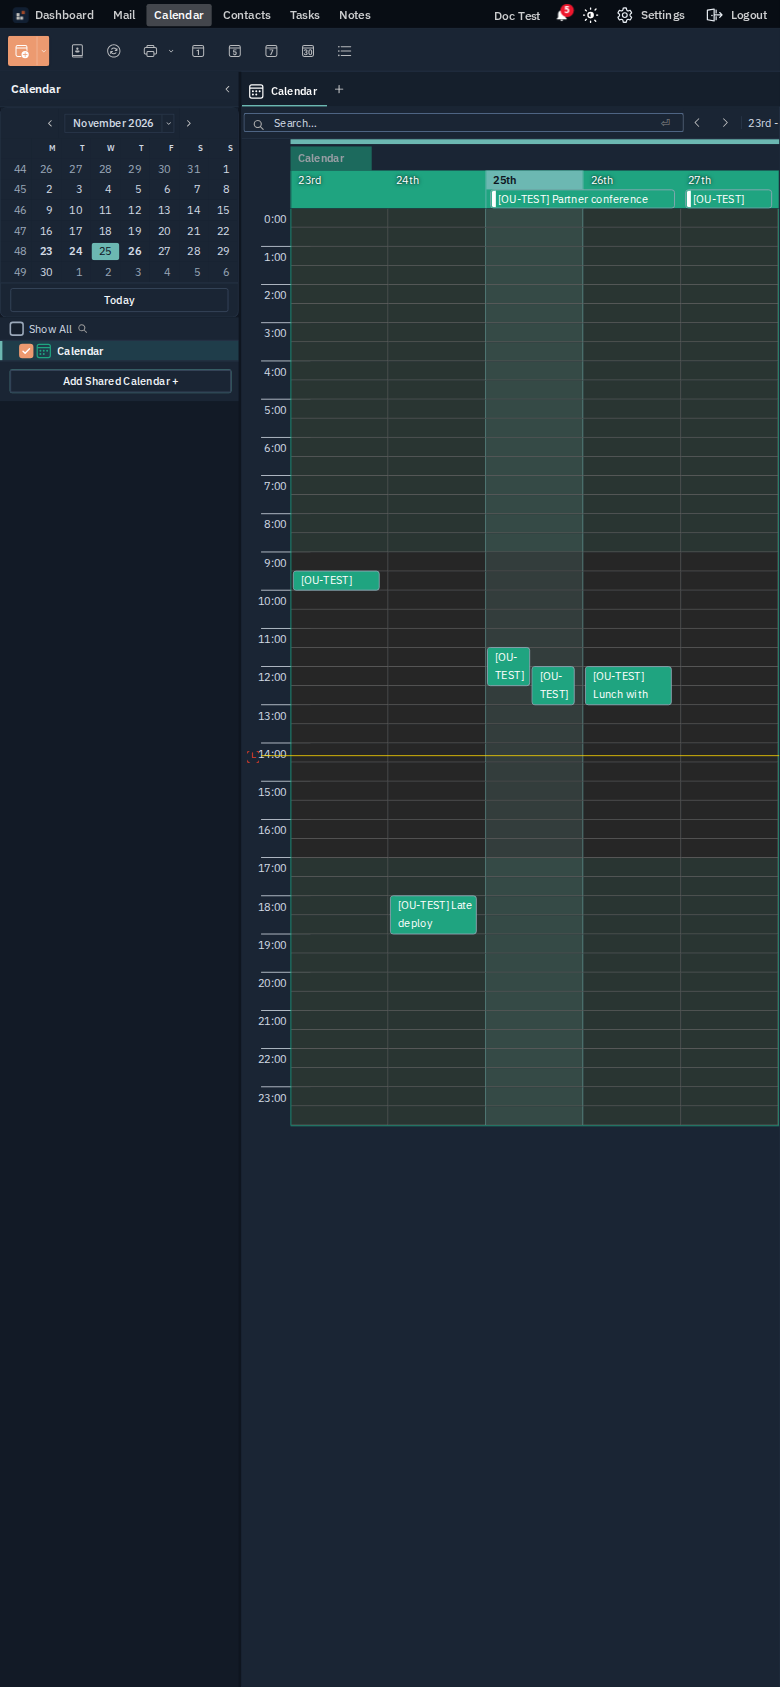 Dashboard Mail Calendar Contacts Tasks Notes Doc Test 5 Settings Logout
1 5 7 30
Calendar
Calendar +
November 2026
Search...
23rd -
M T W T F S S
44 26 27 28 29 30 31 1
45 2 3 4 5 6 7 8
46 9 10 11 12 13 14 15
47 16 17 18 19 20 21 22
48 23 24 25 26 27 28 29
49 30 1 2 3 4 5 6
Today
Show All
Calendar
Add Shared Calendar +
Calendar
23rd 24th 25th 26th 27th
[OU-TEST] Partner conference
[OU-TEST]
0:00
1:00
2:00
3:00
4:00
5:00
6:00
7:00
8:00
9:00
[OU-TEST]
10:00
11:00
[OU-
TEST]
12:00
[OU-
TEST]
[OU-TEST]
Lunch with
13:00
14:00
15:00
16:00
17:00
18:00
[OU-TEST] Late
deploy
19:00
20:00
21:00
22:00
23:00